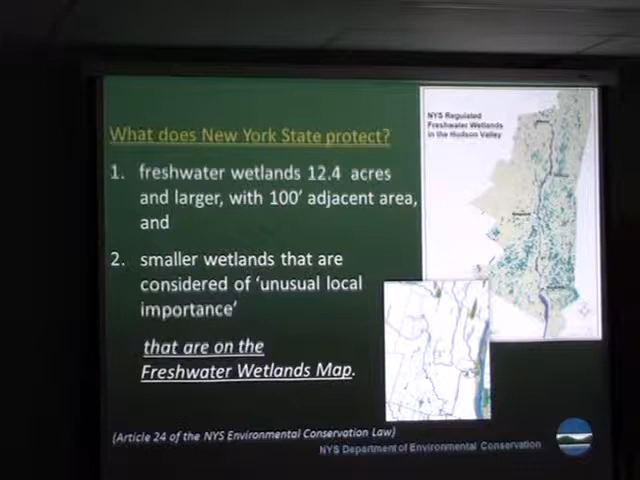 What does New York State protect?
1. freshwater wetlands 12.4 acres
and larger, with 100' adjacent area,
and
2. smaller wetlands that are
considered of 'unusual local
importance'
that are on the
Freshwater Wetlands Map.
(Article 24 of the NYS Environmental Conservation Law)
NYS Department of Environmental Conservation
NYS Regulated
Freshwater Wetlands
in the Hudson Valley